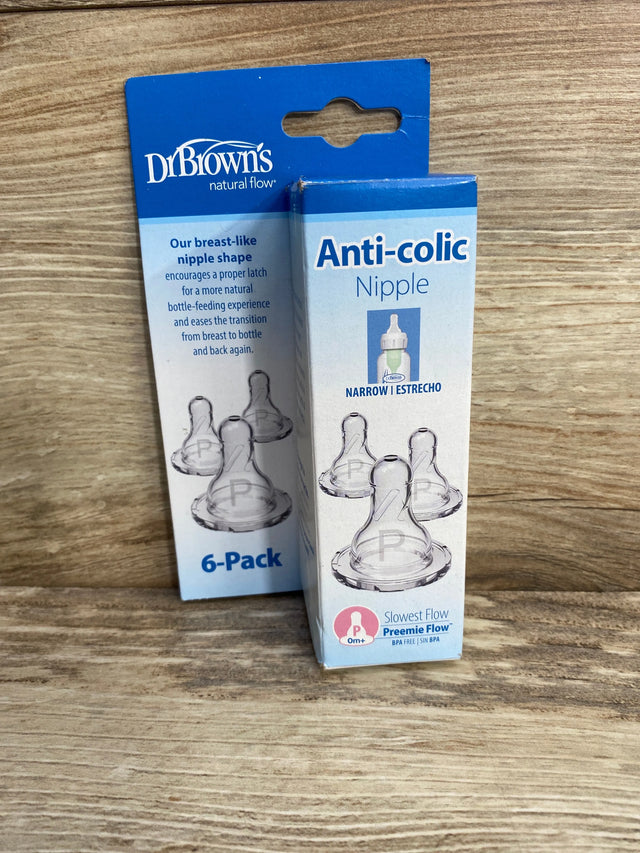 Dr Brown's
natural flow®
Our breast-like
nipple shape
encourages a proper latch
for a more natural
bottle-feeding experience
and eases the transition
from breast to bottle
and back again.
P
P
6-Pack
Anti-colic
Nipple
NARROW | ESTRECHO
P
P
P
P
0m+
Slowest Flow
Preemie Flow™
BPA FREE | SIN BPA